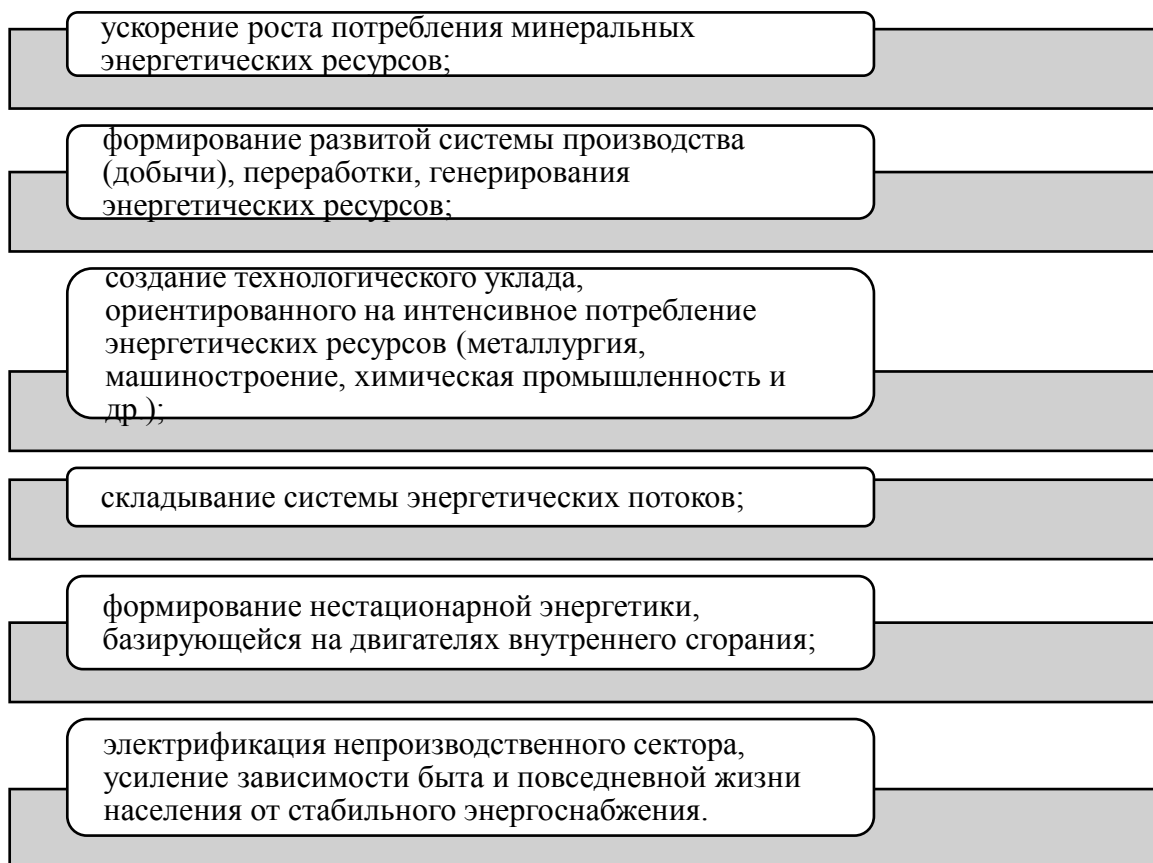 ускорение роста потребления минеральных
энергетических ресурсов;
формирование развитой системы производства
(добычи), переработки, генерирования
энергетических ресурсов;
создание технологического уклада,
ориентированного на интенсивное потребление
энергетических ресурсов (металлургия,
машиностроение, химическая промышленность и
др.);
складывание системы энергетических потоков;
формирование нестационарной энергетики,
базирующейся на двигателях внутреннего сгорания;
электрификация непроизводственного сектора,
усиление зависимости быта и повседневной жизни
населения от стабильного энергоснабжения.